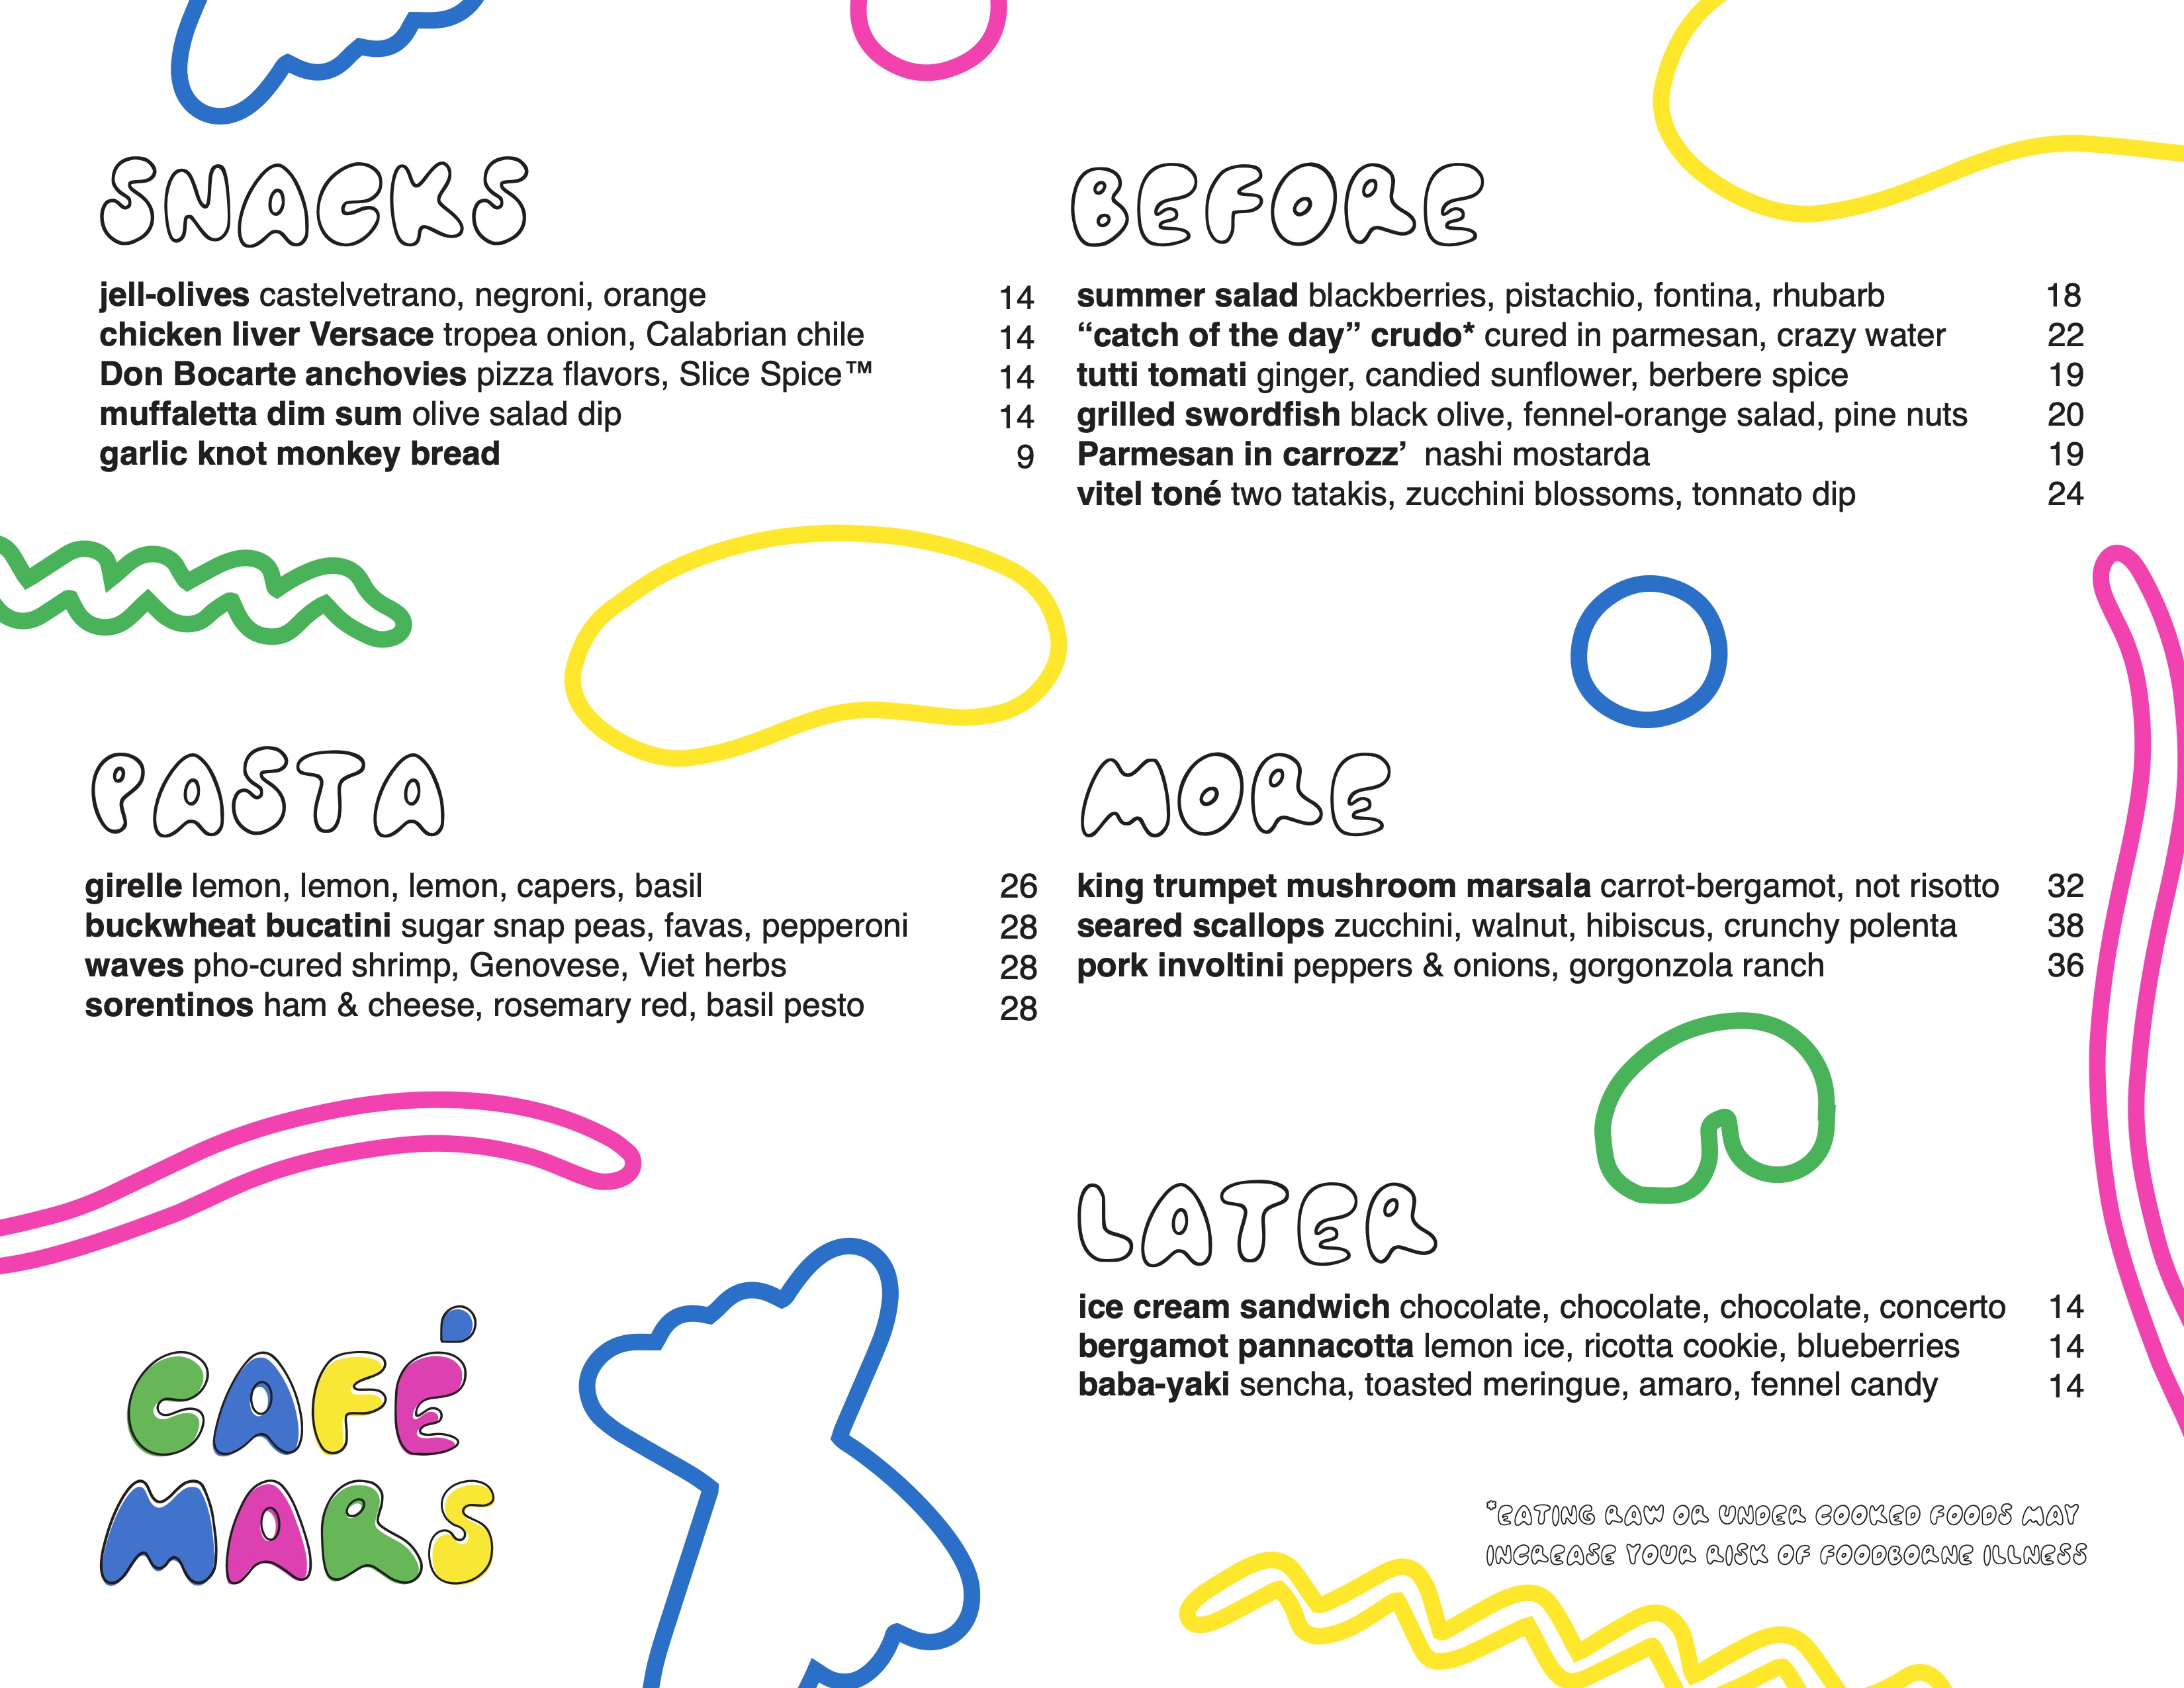 SNACKS
jell-olives castelvetrano, negroni, orange 14
chicken liver Versace tropea onion, Calabrian chile 14
Don Bocarte anchovies pizza flavors, Slice Spice™ 14
muffaletta dim sum olive salad dip 14
garlic knot monkey bread 9
BEFORE
summer salad blackberries, pistachio, fontina, rhubarb 18
“catch of the day” crudo* cured in parmesan, crazy water 22
tutti tomati ginger, candied sunflower, berbere spice 19
grilled swordfish black olive, fennel-orange salad, pine nuts 20
Parmesan in carrozz’ nashi mostarda 19
vitel toné two tatakis, zucchini blossoms, tonnato dip 24
PASTA
girelle lemon, lemon, lemon, capers, basil 26
buckwheat bucatini sugar snap peas, favas, pepperoni 28
waves pho-cured shrimp, Genovese, Viet herbs 28
sorentinos ham & cheese, rosemary red, basil pesto 28
MORE
king trumpet mushroom marsala carrot-bergamot, not risotto 32
seared scallops zucchini, walnut, hibiscus, crunchy polenta 38
pork involtini peppers & onions, gorgonzola ranch 36
LATER
ice cream sandwich chocolate, chocolate, chocolate, concerto 14
bergamot pannacotta lemon ice, ricotta cookie, blueberries 14
baba-yaki sencha, toasted meringue, amaro, fennel candy 14
CAFÉ
MARS
*EATING RAW OR UNDER COOKED FOODS MAY
INCREASE YOUR RISK OF FOODBORNE ILLNESS